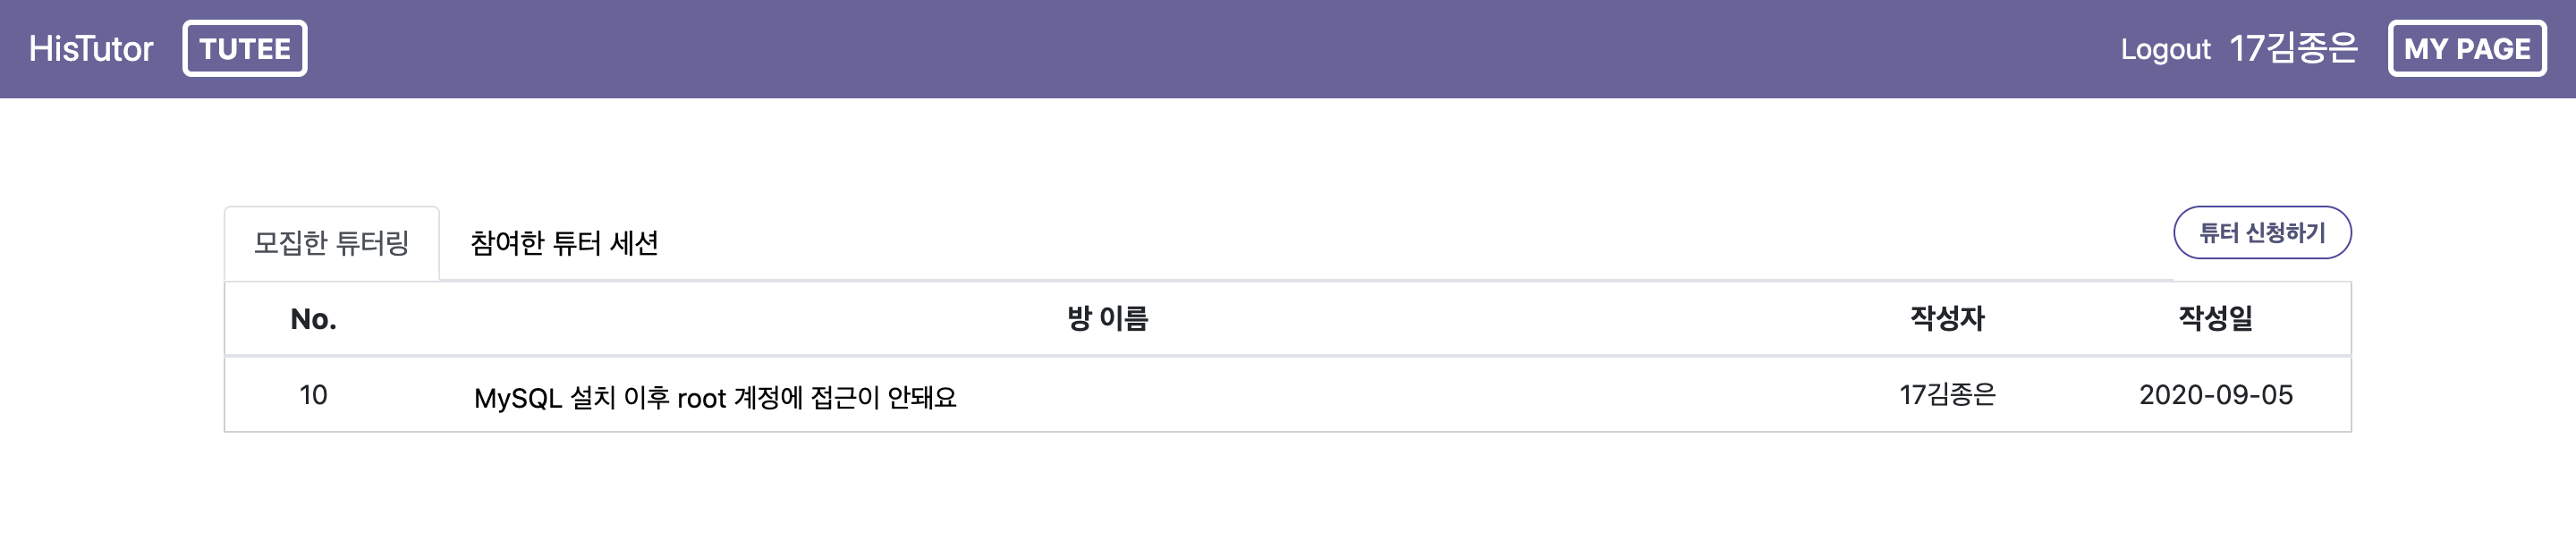 HisTutor TUTEE Logout 17김종은 MY PAGE
모집한 튜터링 참여한 튜터 세션 튜터 신청하기
No. 방 이름 작성자 작성일
10 MySQL 설치 이후 root 계정에 접근이 안돼요 17김종은 2020-09-05